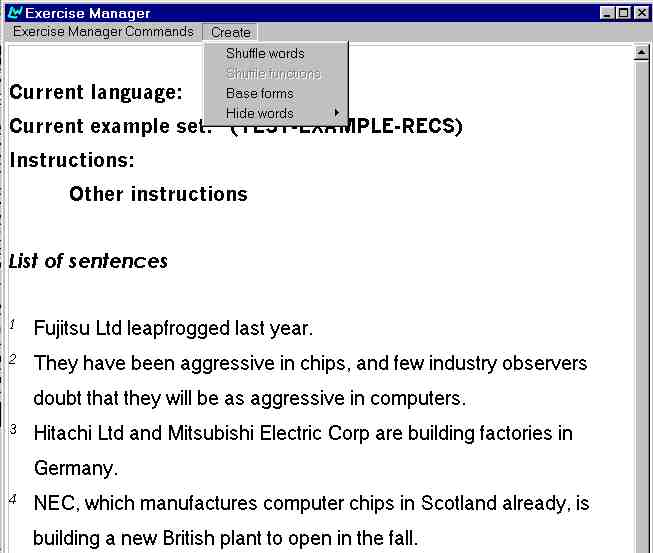 Exercise Manager
Exercise Manager Commands Create
Shuffle words
Shuffle functions
Base forms
Hide words
Current language:
Current example set: (TEST-EXAMPLE-RECS)
Instructions:
Other instructions
List of sentences
1 Fujitsu Ltd leapfrogged last year.
2 They have been aggressive in chips, and few industry observers
doubt that they will be as aggressive in computers.
3 Hitachi Ltd and Mitsubishi Electric Corp are building factories in
Germany.
4 NEC, which manufactures computer chips in Scotland already, is
building a new British plant to open in the fall.